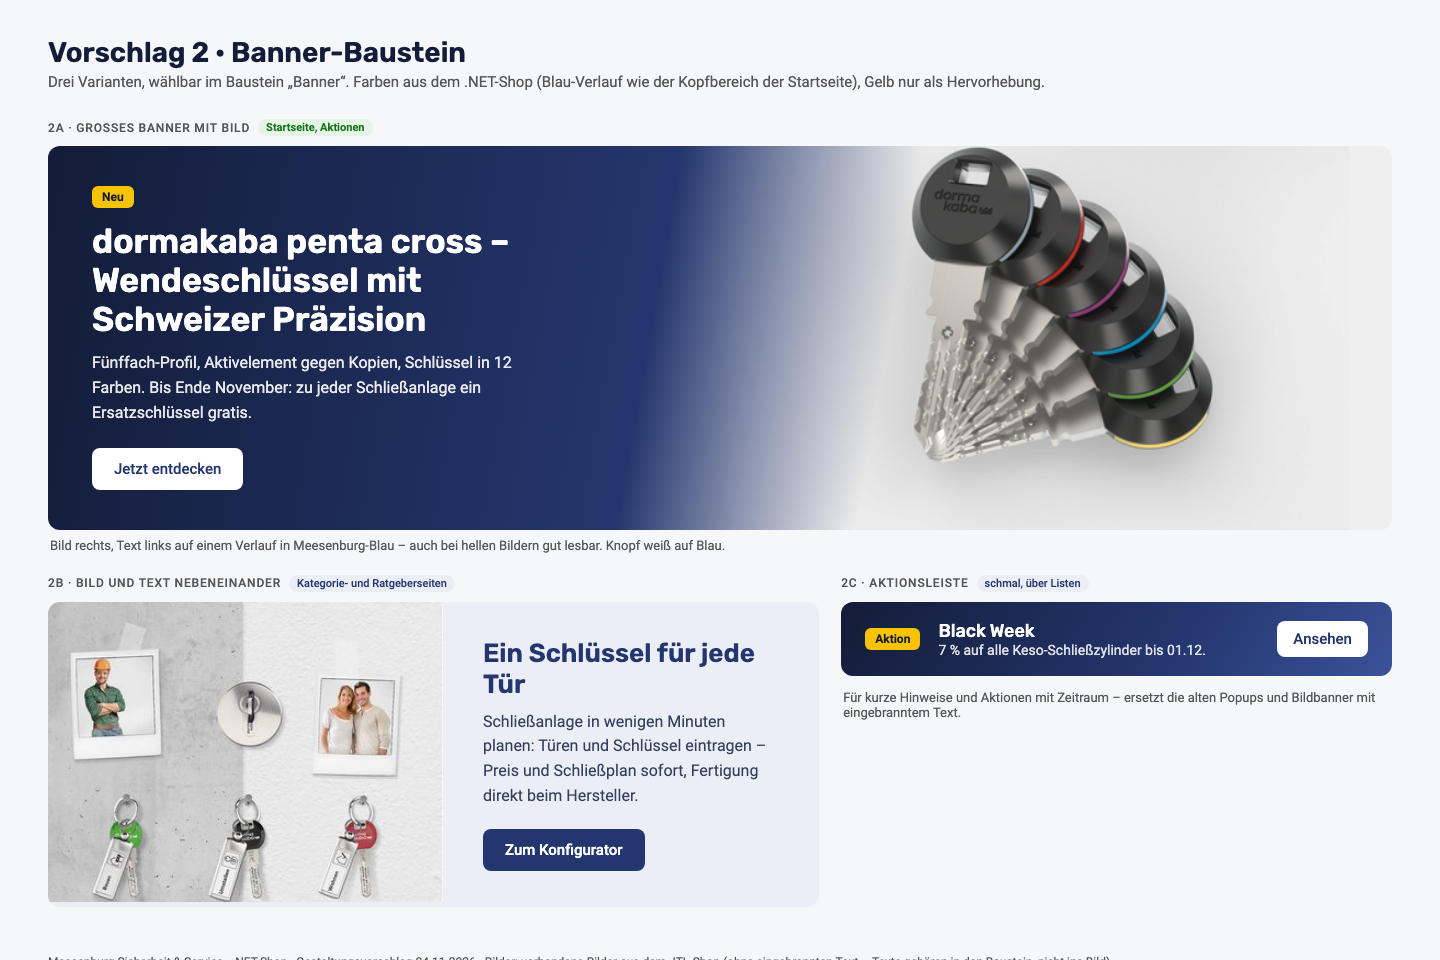 Vorschlag 2 • Banner-Baustein
Drei Varianten, wählbar im Baustein „Banner“. Farben aus dem .NET-Shop (Blau-Verlauf wie der Kopfbereich der Startseite), Gelb nur als Hervorhebung.
2A · GROSSES BANNER MIT BILD Startseite, Aktionen
Neu
dormakaba penta cross –
Wendeschlüssel mit
Schweizer Präzision
Fünffach-Profil, Aktivelement gegen Kopien, Schlüssel in 12
Farben. Bis Ende November: zu jeder Schließanlage ein
Ersatzschlüssel gratis.
Jetzt entdecken
dorma
kaba
Bild rechts, Text links auf einem Verlauf in Meesenburg-Blau – auch bei hellen Bildern gut lesbar. Knopf weiß auf Blau.
2B · BILD UND TEXT NEBENEINANDER Kategorie- und Ratgeberseiten
Ein Schlüssel für jede
Tür
Schließanlage in wenigen Minuten
planen: Türen und Schlüssel eintragen –
Preis und Schließplan sofort, Fertigung
direkt beim Hersteller.
Zum Konfigurator
2C · AKTIONSLEISTE schmal, über Listen
Aktion
Black Week
7 % auf alle Keso-Schließzylinder bis 01.12.
Ansehen
Für kurze Hinweise und Aktionen mit Zeitraum – ersetzt die alten Popups und Bildbanner mit
eingebranntem Text.